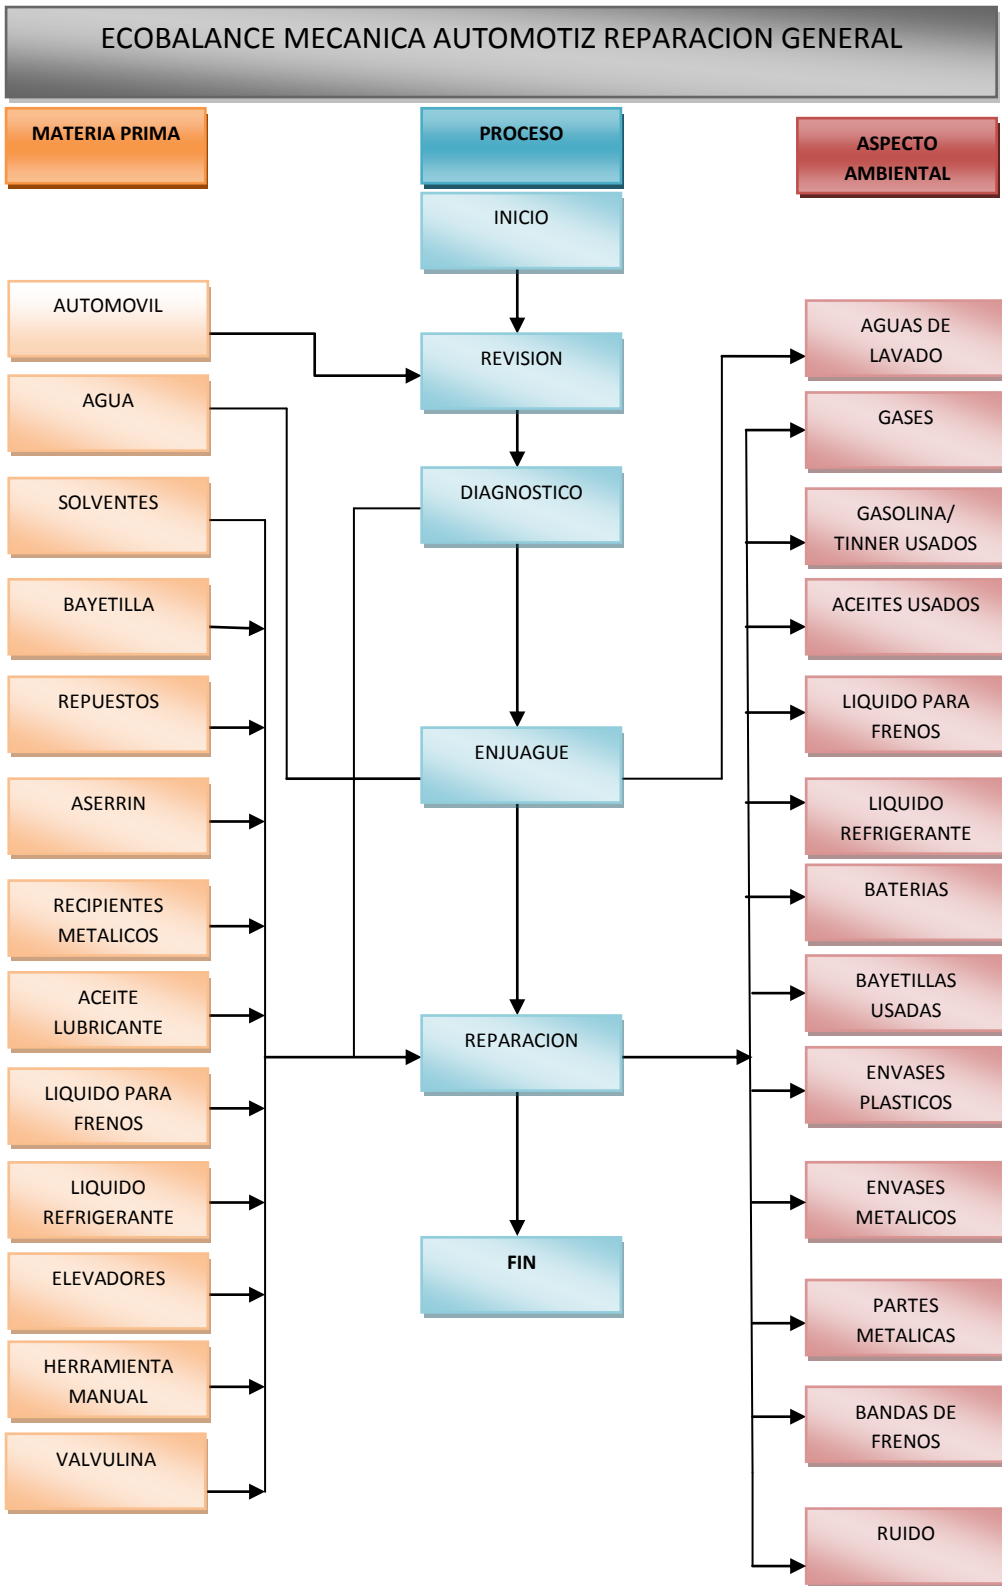 ECOBALANCE MECANICA AUTOMOTIZ REPARACION GENERAL
MATERIA PRIMA
AUTOMOVIL
AGUA
SOLVENTES
BAYETILLA
REPUESTOS
ASERRIN
RECIPIENTES
METALICOS
ACEITE
LUBRICANTE
LIQUIDO PARA
FRENOS
LIQUIDO
REFRIGERANTE
ELEVADORES
HERRAMIENTA
MANUAL
VALVULINA
PROCESO
INICIO
REVISION
DIAGNOSTICO
ENJUAGUE
REPARACION
FIN
ASPECTO
AMBIENTAL
AGUAS DE
LAVADO
GASES
GASOLINA/
TINNER USADOS
ACEITES USADOS
LIQUIDO PARA
FRENOS
LIQUIDO
REFRIGERANTE
BATERIAS
BAYETILLAS
USADAS
ENVASES
PLASTICOS
ENVASES
METALICOS
PARTES
METALICAS
BANDAS DE
FRENOS
RUIDO